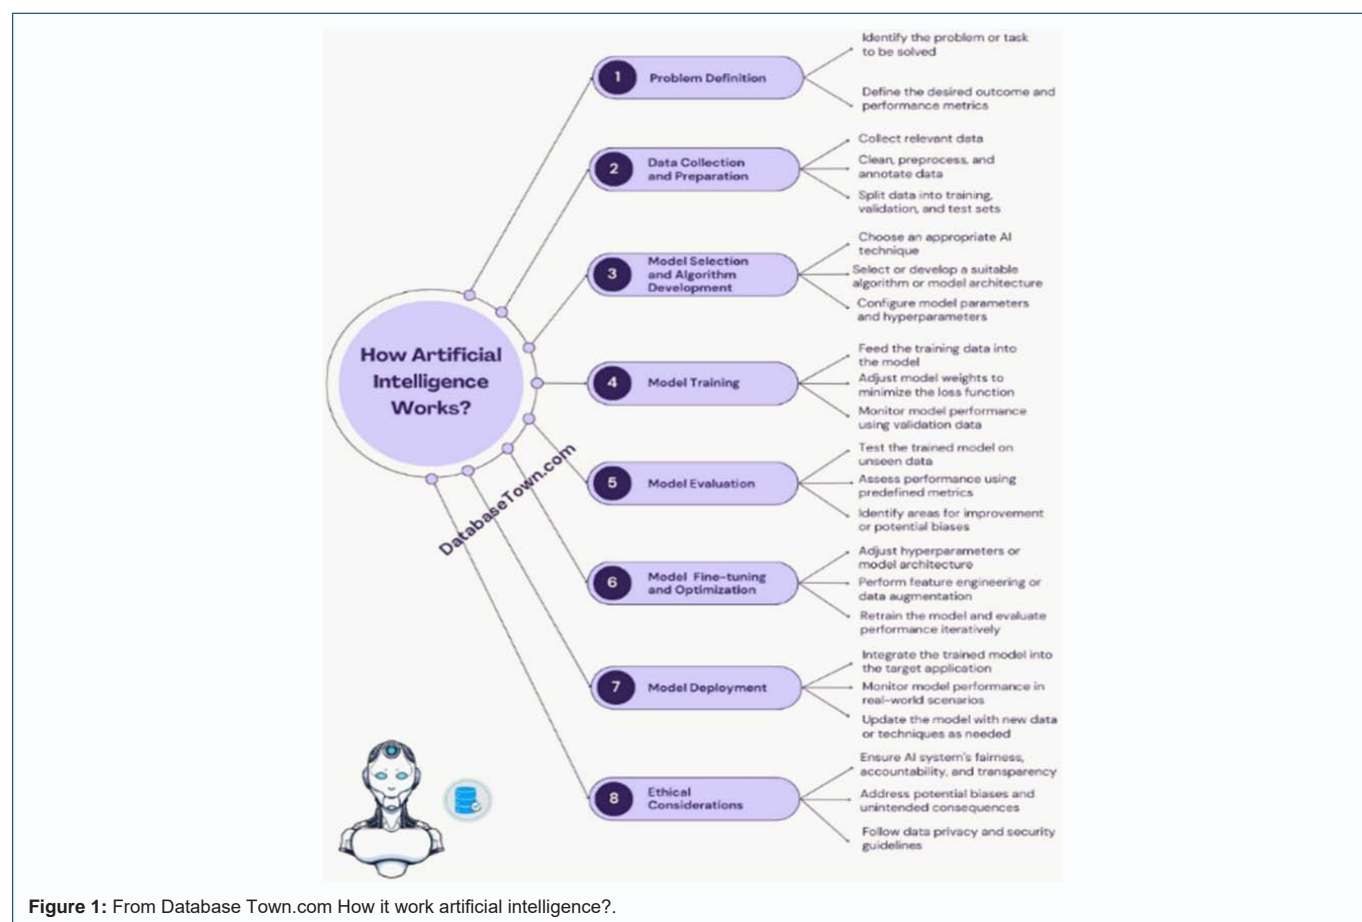 How Artificial
Intelligence
Works?
DatabaseTown.com
1
Problem Definition
Identify the problem or task
to be solved
Define the desired outcome and
performance metrics
2
Data Collection
and Preparation
Collect relevant data
Clean, preprocess, and
annotate data
Split data into training,
validation, and test sets
3
Model Selection
and Algorithm
Development
Choose an appropriate AI
technique
Select or develop a suitable
algorithm or model architecture
Configure model parameters
and hyperparameters
4
Model Training
Feed the training data into
the model
Adjust model weights to
minimize the loss function
Monitor model performance
using validation data
5
Model Evaluation
Test the trained model on
unseen data
Assess performance using
predefined metrics
Identify areas for improvement
or potential biases
6
Model Fine-tuning
and Optimization
Adjust hyperparameters or
model architecture
Perform feature engineering or
data augmentation
Retrain the model and evaluate
performance iteratively
7
Model Deployment
Integrate the trained model into
the target application
Monitor model performance in
real-world scenarios
Update the model with new data
or techniques as needed
8
Ethical
Considerations
Ensure AI system's fairness,
accountability, and transparency
Address potential biases and
unintended consequences
Follow data privacy and security
guidelines
Figure 1: From Database Town.com How it work artificial intelligence?.